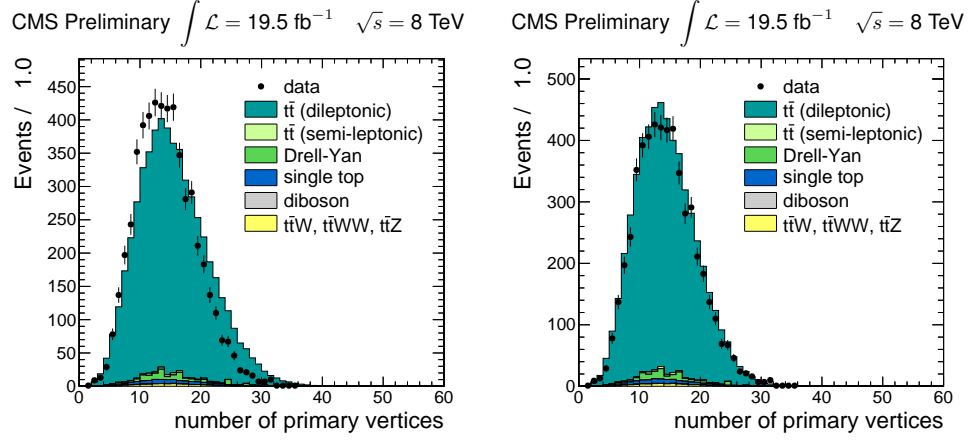 CMS Preliminary ∫ ℒ = 19.5 fb⁻¹ √s = 8 TeV
Events / 1.0
450
400
350
300
250
200
150
100
50
0
data
tt̄ (dileptonic)
tt̄ (semi-leptonic)
Drell-Yan
single top
diboson
tt̄W, tt̄WW, tt̄Z
0 10 20 30 40 50 60
number of primary vertices
CMS Preliminary ∫ ℒ = 19.5 fb⁻¹ √s = 8 TeV
Events / 1.0
500
400
300
200
100
0
data
tt̄ (dileptonic)
tt̄ (semi-leptonic)
Drell-Yan
single top
diboson
tt̄W, tt̄WW, tt̄Z
0 10 20 30 40 50 60
number of primary vertices